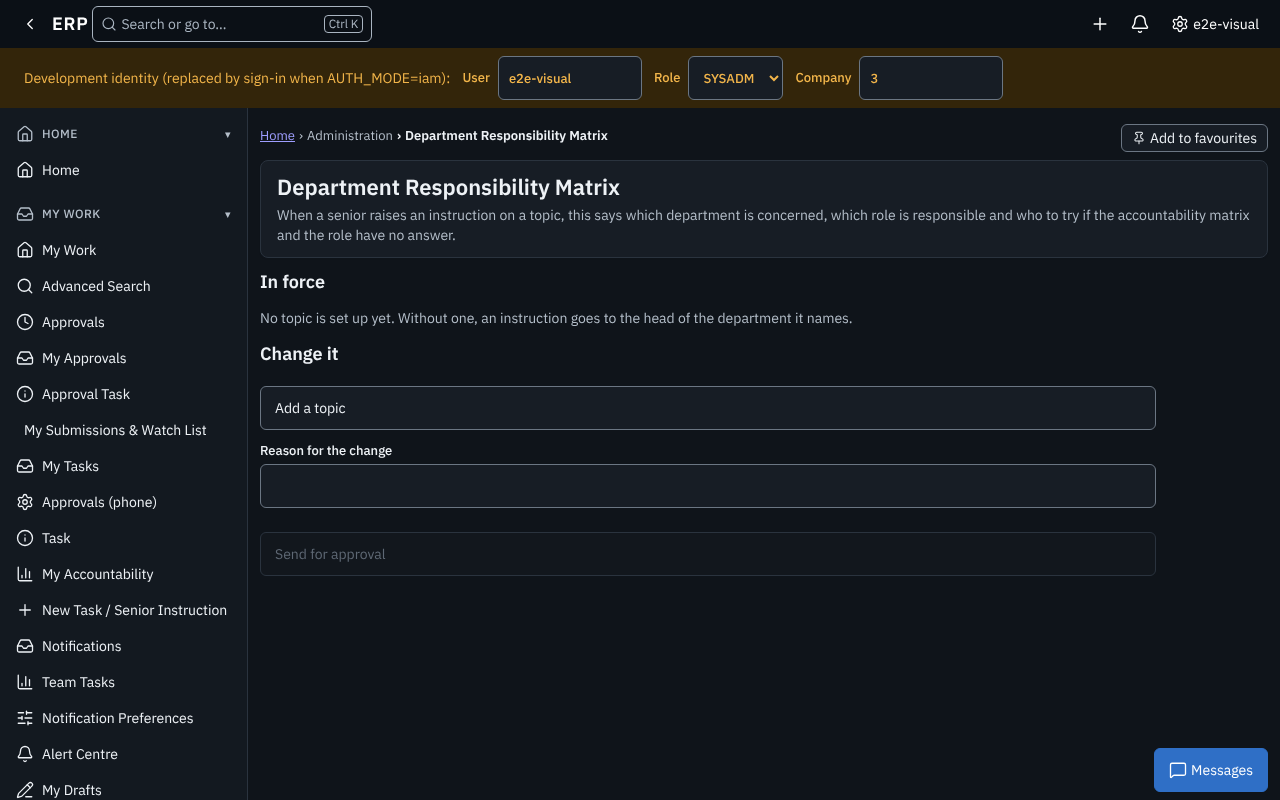 ERP
Search or go to...
Ctrl K
e2e-visual
Development identity (replaced by sign-in when AUTH_MODE=iam):
User
e2e-visual
Role
SYSADM
Company
3
HOME
Home
MY WORK
My Work
Advanced Search
Approvals
My Approvals
Approval Task
My Submissions & Watch List
My Tasks
Approvals (phone)
Task
My Accountability
New Task / Senior Instruction
Notifications
Team Tasks
Notification Preferences
Alert Centre
My Drafts
Home › Administration › Department Responsibility Matrix
Add to favourites
Department Responsibility Matrix
When a senior raises an instruction on a topic, this says which department is concerned, which role is responsible and who to try if the accountability matrix
and the role have no answer.
In force
No topic is set up yet. Without one, an instruction goes to the head of the department it names.
Change it
Add a topic
Reason for the change
Send for approval
Messages